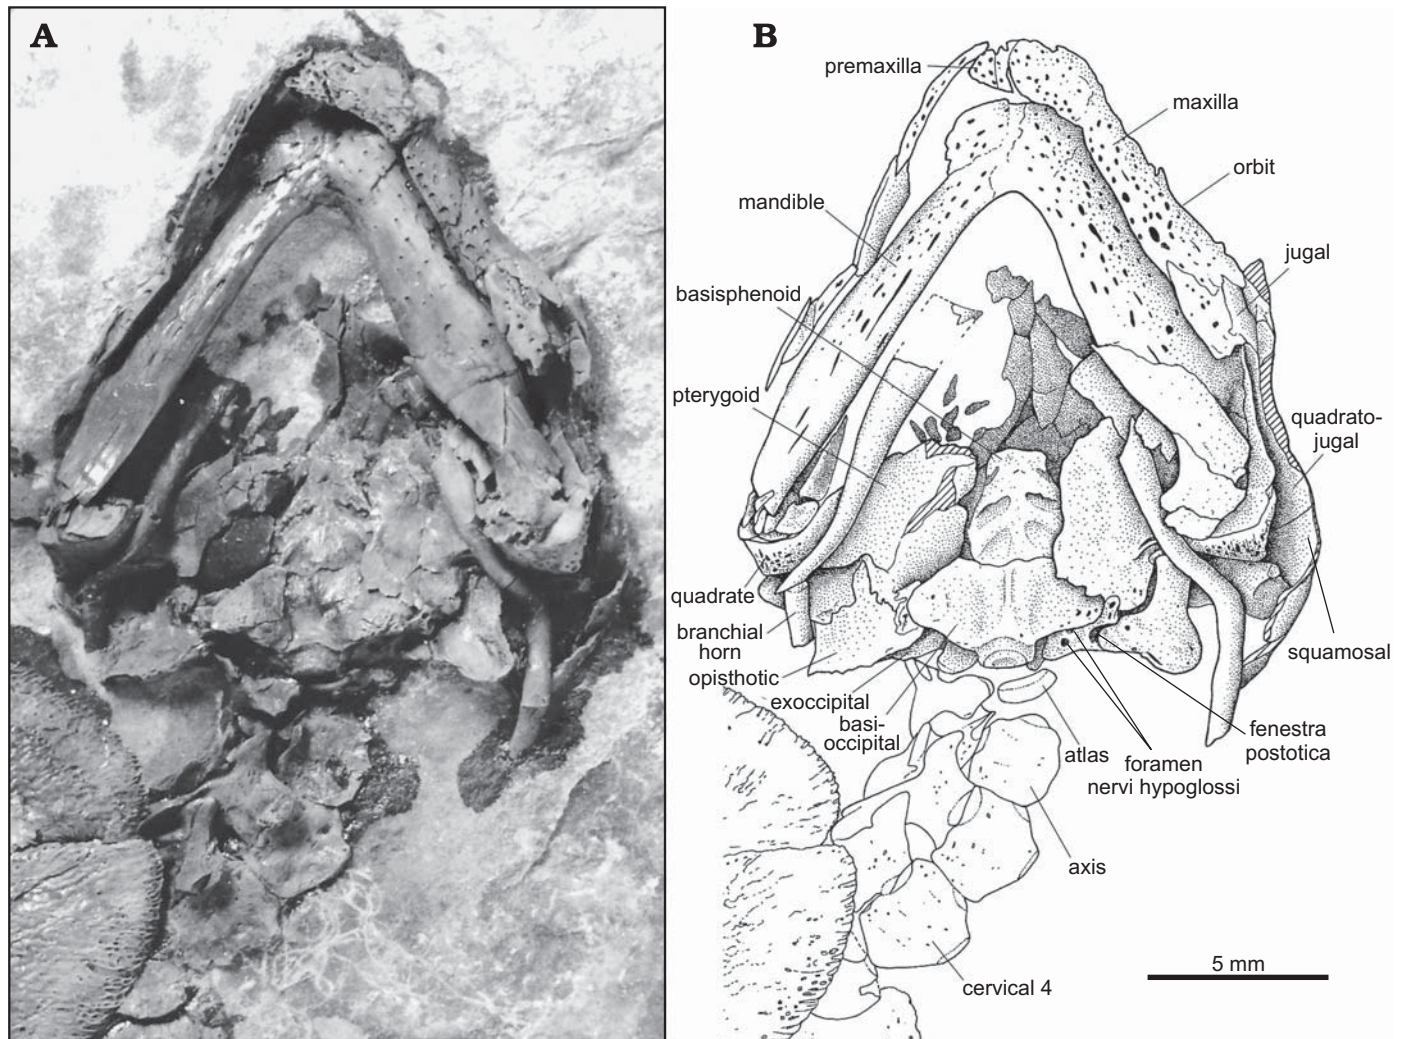 A
B
premaxilla
maxilla
orbit
mandible
jugal
basisphenoid
pterygoid
quadrato-
jugal
quadrate
branchial
horn
opisthotic
exoccipital
basi-
occipital
squamosal
fenestra
postotica
atlas
foramen
nervi hypoglossi
axis
5 mm
cervical 4